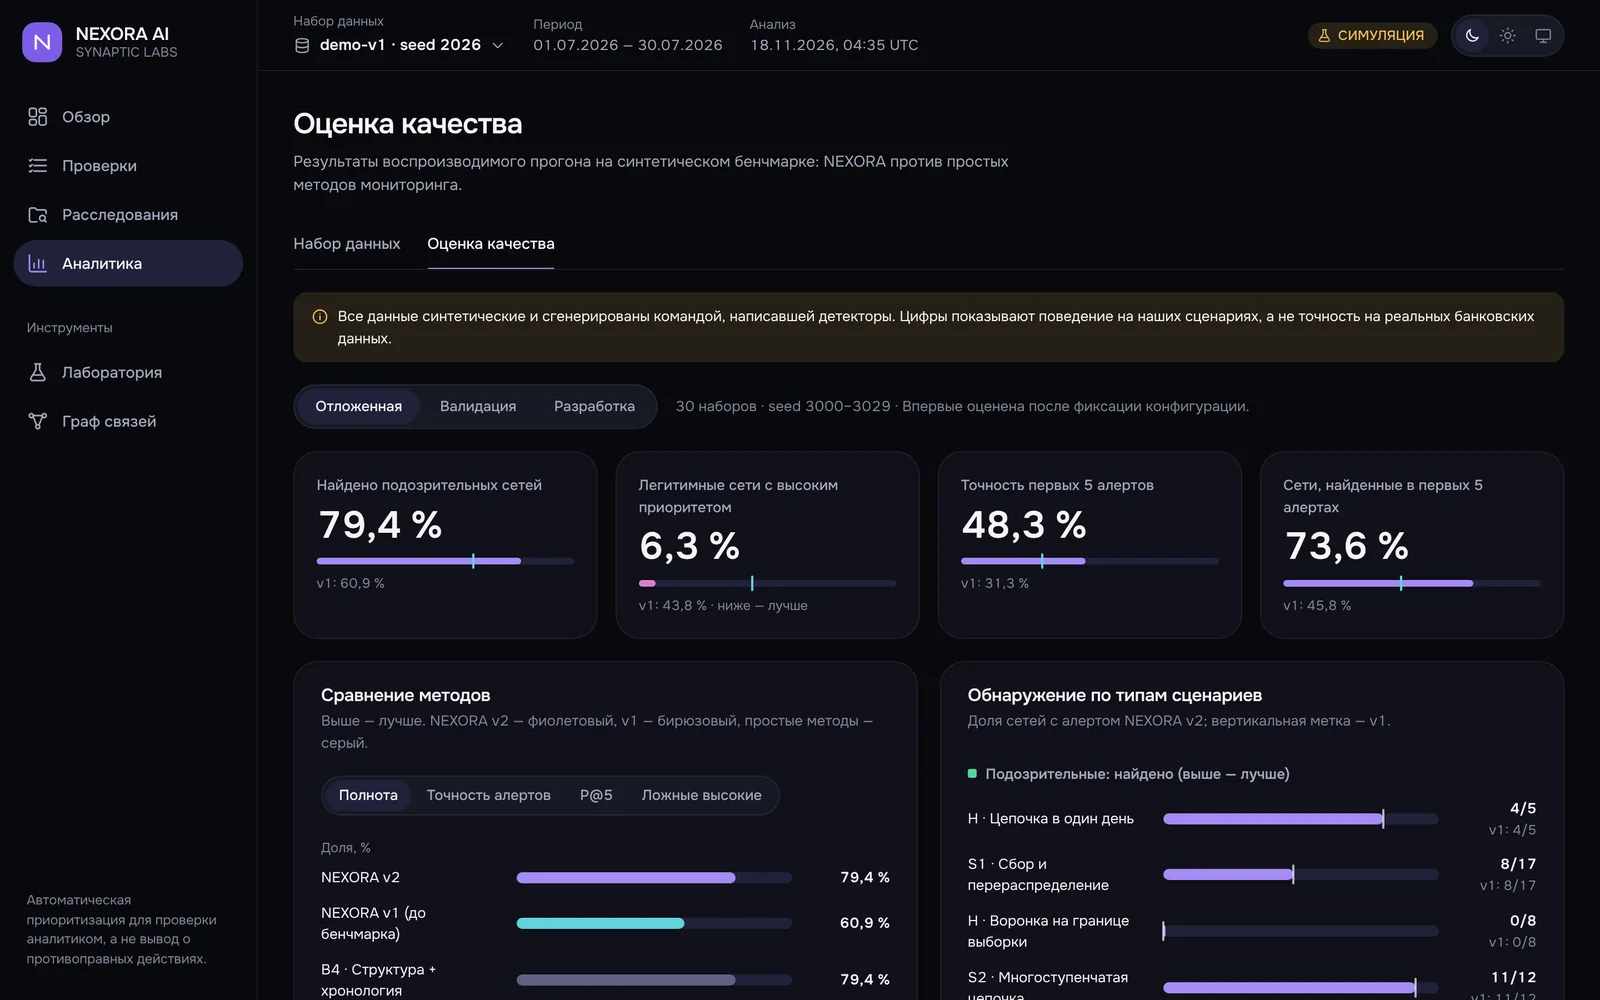 N
NEXORA AI
SYNAPTIC LABS
Обзор
Проверки
Расследования
Аналитика
Инструменты
Лаборатория
Граф связей
Автоматическая
приоритизация для проверки
аналитиком, а не вывод о
противоправных действиях.
Набор данных
demo-v1 · seed 2026
Период
01.07.2026 — 30.07.2026
Анализ
18.11.2026, 04:35 UTC
СИМУЛЯЦИЯ
Оценка качества
Результаты воспроизводимого прогона на синтетическом бенчмарке: NEXORA против простых
методов мониторинга.
Набор данных
Оценка качества
Все данные синтетические и сгенерированы командой, написавшей детекторы. Цифры показывают поведение на наших сценариях, а не точность на реальных банковских
данных.
Отложенная
Валидация
Разработка
30 наборов · seed 3000–3029 · Впервые оценена после фиксации конфигурации.
Найдено подозрительных сетей
79,4 %
v1: 60,9 %
Легитимные сети с высоким
приоритетом
6,3 %
v1: 43,8 % · ниже — лучше
Точность первых 5 алертов
48,3 %
v1: 31,3 %
Сети, найденные в первых 5
алертах
73,6 %
v1: 45,8 %
Сравнение методов
Выше — лучше. NEXORA v2 — фиолетовый, v1 — бирюзовый, простые методы —
серый.
Полнота
Точность алертов
P@5
Ложные высокие
Доля, %
NEXORA v2
79,4 %
NEXORA v1 (до
бенчмарка)
60,9 %
B4 · Структура +
хронология
79,4 %
Обнаружение по типам сценариев
Доля сетей с алертом NEXORA v2; вертикальная метка — v1.
Подозрительные: найдено (выше — лучше)
H · Цепочка в один день
4/5
v1: 4/5
S1 · Сбор и
перераспределение
8/17
v1: 8/17
H · Воронка на границе
выборки
0/8
v1: 0/8
S2 · Многоступенчатая
цепочка
11/12
v1: 11/12